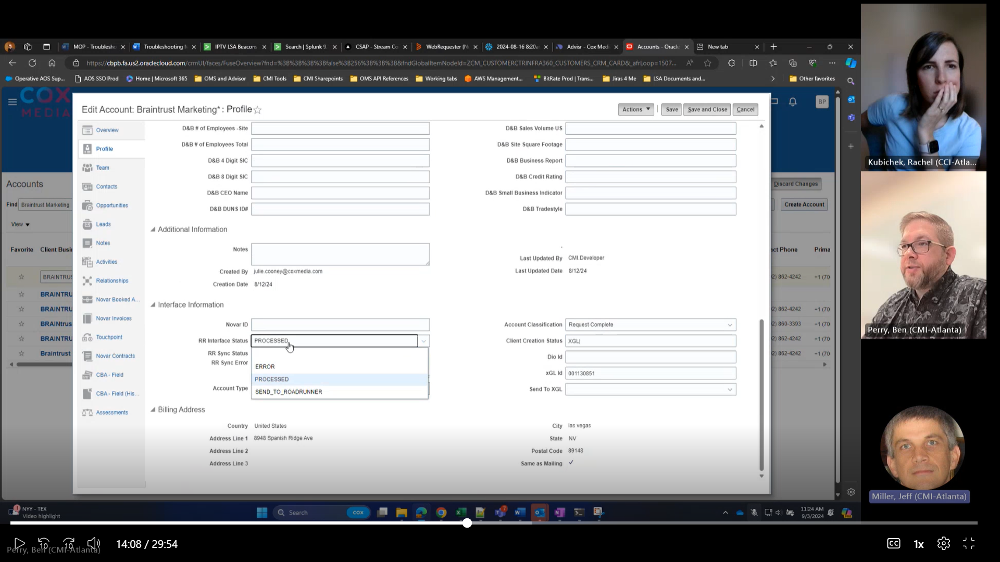 MOP - Troublesho
Troubleshooting M
IPTV LSA Beacons
Search | Splunk 9.
CSAP - Stream Co
WebRequester (N
2024-08-16 8:20a
Advisr - Cox Medi
Accounts - Oracle
New tab
https://cbpb.fa.us2.oraclecloud.com/crmUI/faces/FuseOverview?fnd=%3B%3B%3B%3Bfalse%3B256%3B%3B%3B&fndGlobalItemNodeId=ZCM_CUSTOMERCTRINFRA360_CUSTOMERS_CRM_CARD&_afrLoop=1507...
Operative AOS Sup...
AOS SSO Prod
Home | Microsoft 365
OMS and Advisor
CMI Tools
CMI Sharepoints
OMS API References
Working tabs
AWS Management...
BitRate Prod | Trans...
Jiras 4 Me
LSA Documents and...
Other favorites
COX
MEDIA
BP
Edit Account: Braintrust Marketing* : Profile
Actions
Save
Save and Close
Cancel
Accounts
Discard Changes
Find
Braintrust Marketing
Create Account
View
Favorite
Client Busi
ct Phone
Prima
BRAINTRUS
2) 862-4242
+1 (70
BRAINTRU
BRAINTRU
2) 862-4242
+1 (70
BRAINtrus
2) 860-3393
+1 (70
BRAINTRU
2) 862-4242
+1 (70
Braintrust
2) 862-4242
+1 (70
Overview
Profile
Team
Contacts
Opportunities
Leads
Notes
Activities
Relationships
Novar Booked A...
Novar Invoices
Touchpoint
Novar Contracts
CBA - Field
CBA - Field (His...
Assessments
D&B # of Employees -Site
D&B Sales Volume US
D&B # of Employees Total
D&B Site Square Footage
D&B 4 Digit SIC
D&B Business Report
D&B 8 Digit SIC
D&B Credit Rating
D&B CEO Name
D&B Small Business Indicator
D&B DUNS ID#
D&B Tradestyle
Additional Information
Notes
Last Updated By CMI.Developer
Created By julie.cooney@coxmedia.com
Last Updated Date 8/12/24
Creation Date 8/12/24
Interface Information
Novar ID
Account Classification Request Complete
RR Interface Status PROCESSED
Client Creation Status XGL
RR Sync Status
Dio Id
RR Sync Error
ERROR
xGL Id 001130851
PROCESSED
Account Type
SEND_TO_ROADRUNNER
Send To XGL
Billing Address
Country United States
City las vegas
Address Line 1 8948 Spanish Ridge Ave
State NV
Address Line 2
Postal Code 89148
Address Line 3
Same as Mailing
Kubichek, Rachel (CCI-Atla...
Perry, Ben (CMI-Atlanta)
Miller, Jeff (CMI-Atlanta)
1
NYY - TEX
Video highlight
Search
COX
7
11:24 AM
9/3/2024
10
10
14:08 / 29:54
CC
1x
Perry, Ben (CMI-Atlanta)